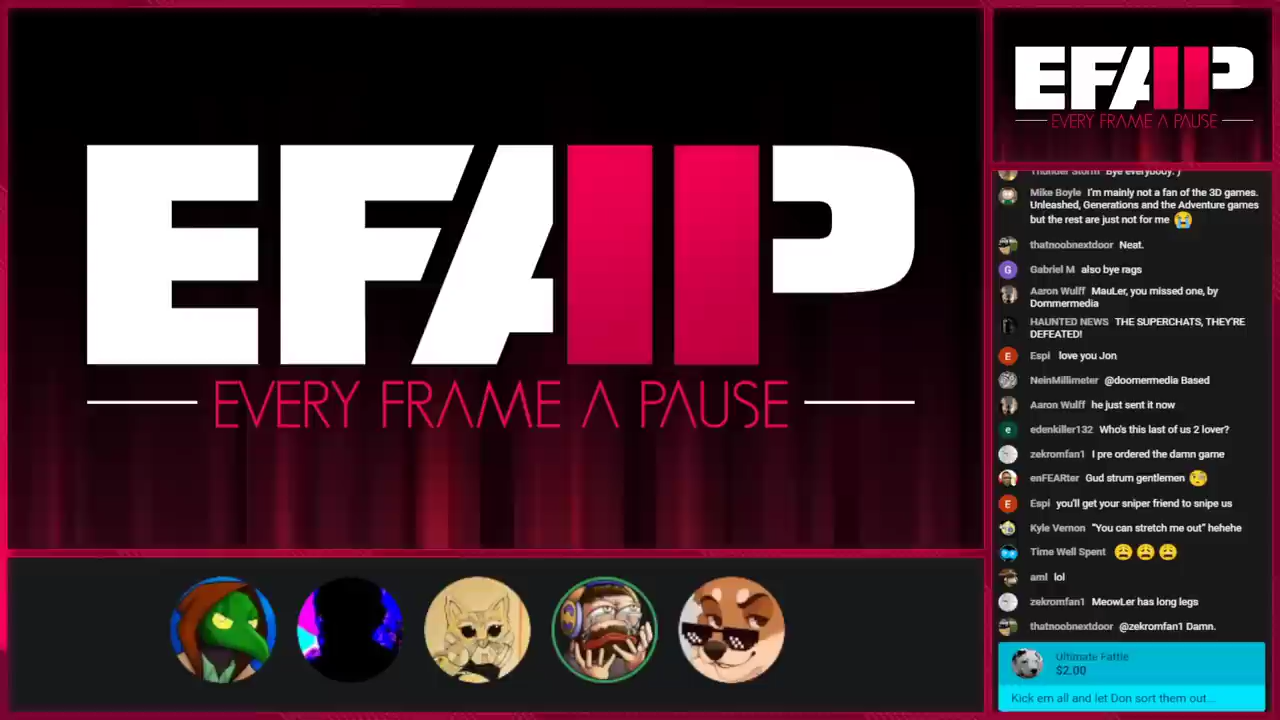 EFAP
EVERY FRAME A PAUSE
EFAP
EVERY FRAME A PAUSE
Thunder Storm Bye everybody. )
Mike Boyle I'm mainly not a fan of the 3D games.
Unleashed, Generations and the Adventure games
but the rest are just not for me
thatnoobnextdoor Neat.
G Gabriel M also bye rags
Aaron Wulff MauLer, you missed one, by
Dommermedia
HAUNTED NEWS THE SUPERCHATS, THEY'RE
DEFEATED!
E Espi love you Jon
NeinMillimeter @doomermedia Based
Aaron Wulff he just sent it now
e edenkiller132 Who's this last of us 2 lover?
zekromfan1 I pre ordered the damn game
enFEARter Gud strum gentlemen
E Espi you'll get your sniper friend to snipe us
Kyle Vernon “You can stretch me out” hehehe
Time Well Spent
aml lol
zekromfan1 MeowLer has long legs
thatnoobnextdoor @zekromfan1 Damn.
Ultimate Fattle
$2.00
Kick em all and let Don sort them out...